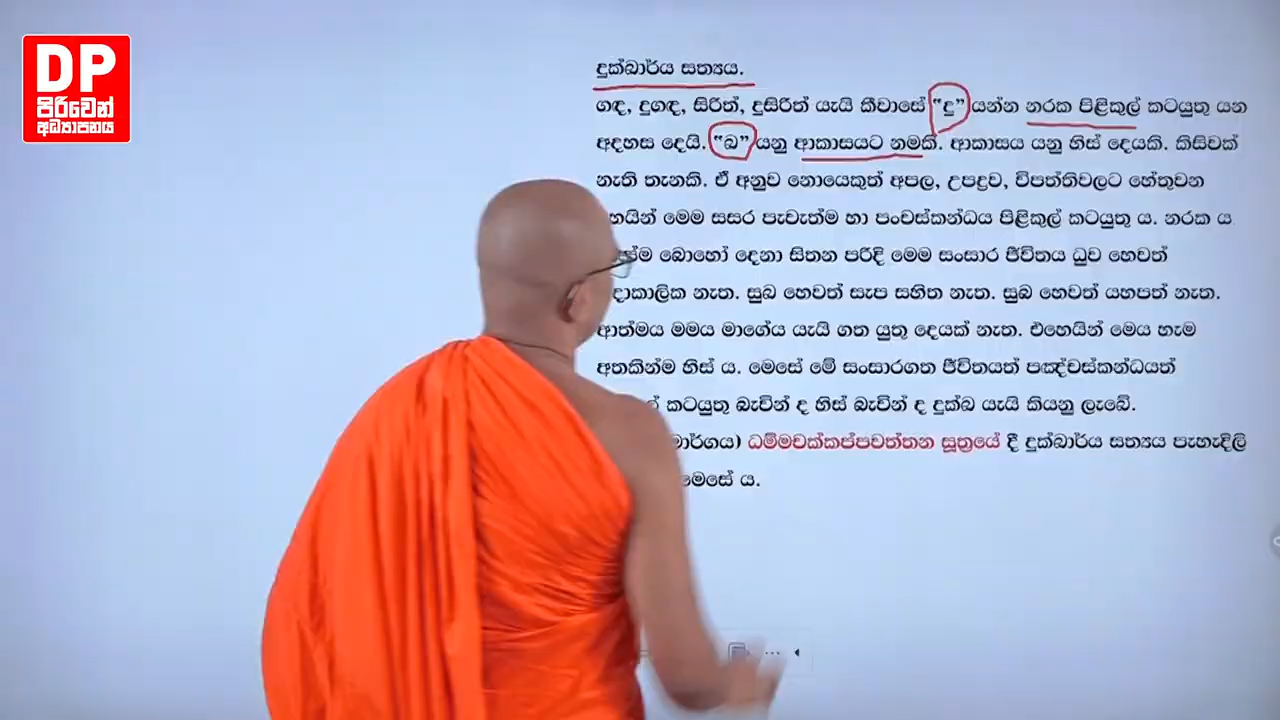 DP
පිරිවෙන්
අධ්‍යාපනය
දුක්ඛාර්ය සත්‍යය.
ගඳ, දුගඳ, සිරිත්, දුසිරිත් යැයි කීවාසේ “දු” යන්න නරක පිළිකුල් කටයුතු යන
අදහස දෙයි. “ඛ” යනු ආකාසයට නමකි. ආකාසය යනු හිස් දෙයකි. කිසිවක්
නැති තැනකි. ඒ අනුව නොයෙකුත් අපල, උපද්‍රව, විපත්තිවලට හේතුවන
මෙම සසර පැවැත්ම හා පංචස්කන්ධය පිළිකුල් කටයුතු ය. නරක ය
බොහෝ දෙනා සිතන පරිදි මෙම සංසාර ජීවිතය ධුව හෙවත්
නැත. සුඛ හෙවත් සැප සහිත නැත. සුබ හෙවත් යහපත් නැත.
ආත්මය මමය මාගේය යැයි ගත යුතු දෙයක් නැත. එහෙයින් මෙය හැම
අතකින්ම හිස් ය. මෙසේ මේ සංසාරගත ජීවිතයත් පඤ්චස්කන්ධයත්
කටයුතු බැවින් ද හිස් බැවින් ද දුක්ඛ යැයි කියනු ලැබේ.
ධම්මචක්කප්පවත්තන සූත්‍රයේ දී දුක්ඛාර්ය සත්‍යය පැහැදිලි
මෙසේ ය.